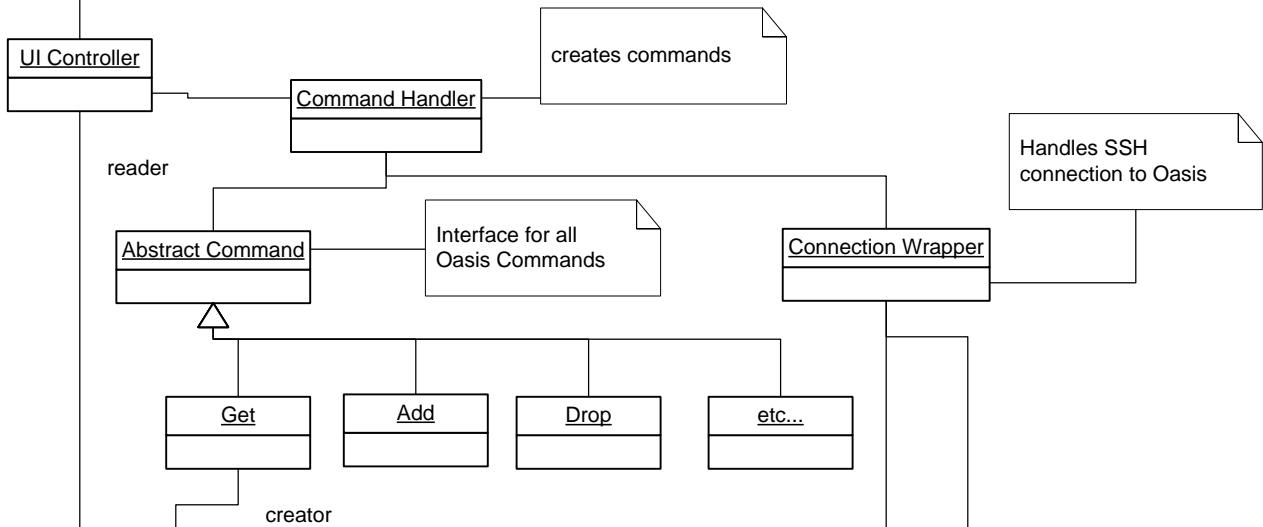 UI Controller
creates commands
Command Handler
Handles SSH
connection to Oasis
reader
Interface for all
Oasis Commands
Abstract Command
Connection Wrapper
Get
Add
Drop
etc...
creator